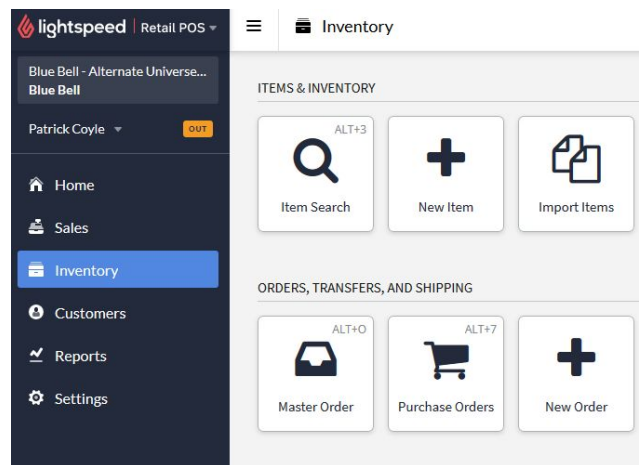 lightspeed Retail POS
Inventory
Blue Bell - Alternate Universe...
Blue Bell
Patrick Coyle OUT
Home
Sales
Inventory
Customers
Reports
Settings
ITEMS & INVENTORY
ALT+3
Item Search New Item Import Items
ORDERS, TRANSFERS, AND SHIPPING
ALT+O ALT+7
Master Order Purchase Orders New Order